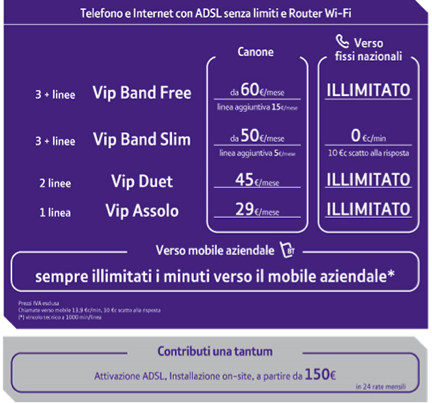 Telefono e Internet con ADSL senza limiti e Router Wi-Fi
Canone
Verso
fissi nazionali
3 + linee Vip Band Free da 60€/mese ILLIMITATO
linea aggiuntiva 15€/mese
3 + linee Vip Band Slim da 50€/mese 0 €c/min
linea aggiuntiva 5€/mese 10 €c scatto alla risposta
2 linee Vip Duet 45€/mese ILLIMITATO
1 linea Vip Assolo 29€/mese ILLIMITATO
Verso mobile aziendale
sempre illimitati i minuti verso il mobile aziendale*
Prezzi IVA esclusa
Chiamate verso mobile 13,9 €c/min, 10 €c scatto alla risposta
(*) vincolo tecnico a 1000 min/linea
Contributi una tantum
Attivazione ADSL, Installazione on-site, a partire da 150€
in 24 rate mensili